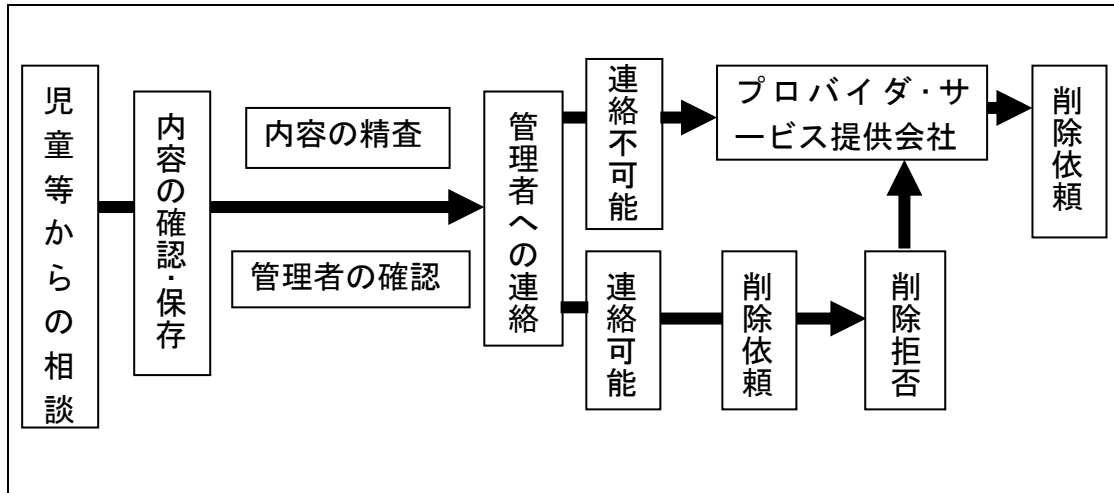 児童等からの相談
内容の確認・保存
内容の精査
管理者の確認
管理者への連絡
連絡不可能
プロバイダ・サ
ービス提供会社
削除依頼
連絡可能
削除依頼
削除拒否